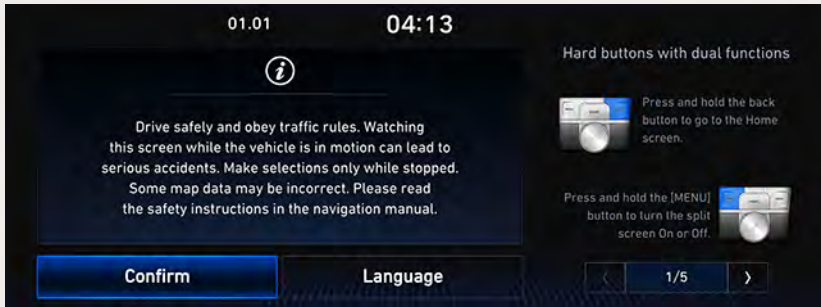 01.01
04:13
Drive safely and obey traffic rules. Watching
this screen while the vehicle is in motion can lead to
serious accidents. Make selections only while stopped.
Some map data may be incorrect. Please read
the safety instructions in the navigation manual.
Confirm
Language
Hard buttons with dual functions
Press and hold the back
button to go to the Home
screen.
Press and hold the [MENU]
button to turn the split
screen On or Off.
1/5